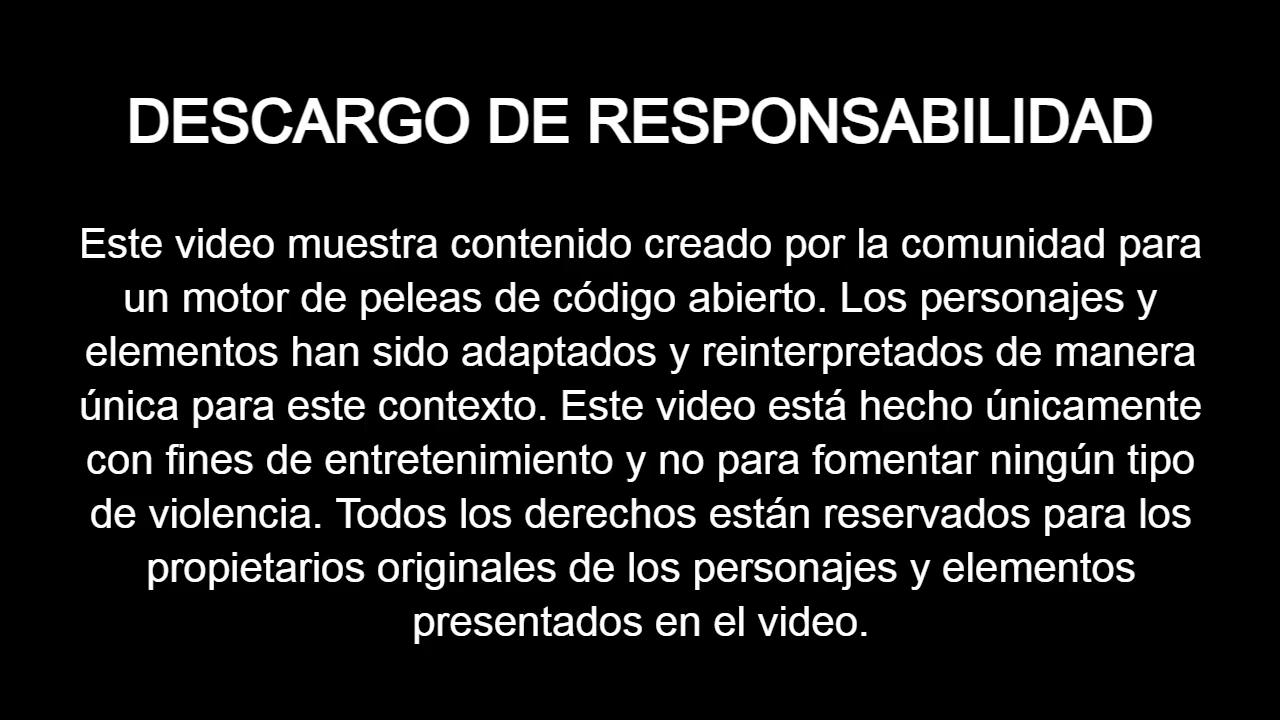 DESCARGO DE RESPONSABILIDAD
Este video muestra contenido creado por la comunidad para
un motor de peleas de código abierto. Los personajes y
elementos han sido adaptados y reinterpretados de manera
única para este contexto. Este video está hecho únicamente
con fines de entretenimiento y no para fomentar ningún tipo
de violencia. Todos los derechos están reservados para los
propietarios originales de los personajes y elementos
presentados en el video.